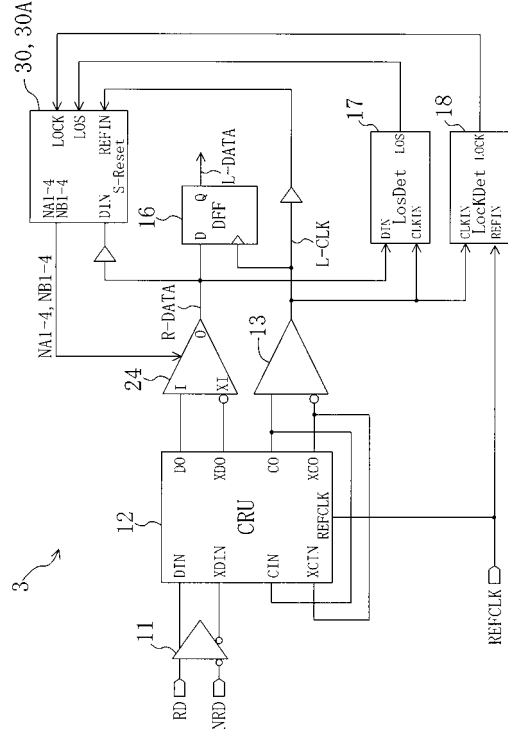 3
RD
NRD
11
12
DIN
XDIN
CIN
XCIN
CRU
REFCLK
DO
XDO
CO
XCO
REFCLK
24
I
XI
O
13
NA1-4, NB1-4
R-DATA
16
D
Q
DFF
L-DATA
L-CLK
30, 30A
NA1-4
NB1-4
DIN
S-Reset
LOCK
LOS
REFIN
17
DIN
LosDet
CLKIN
LOS
18
CLKIN
LocKDet
REFIN
LOCK